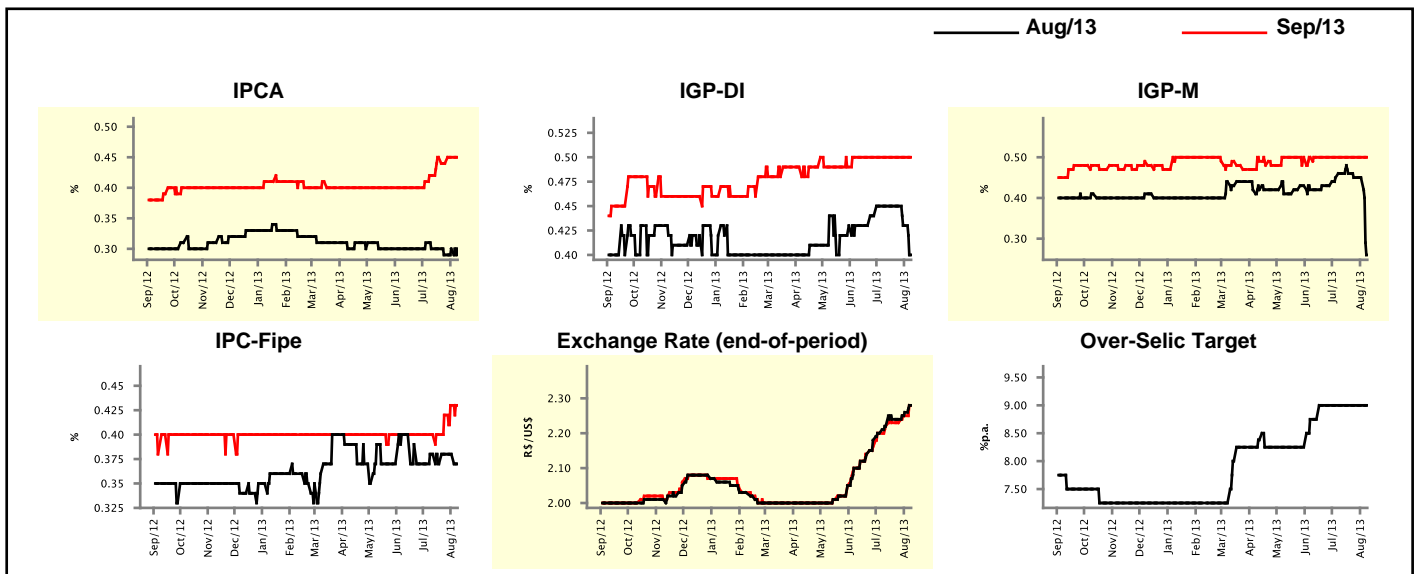 Aug/13 Sep/13
IPCA
%
0.50
0.45
0.40
0.35
0.30
Sep/12 Oct/12 Nov/12 Dec/12 Jan/13 Feb/13 Mar/13 Apr/13 May/13 Jun/13 Jul/13 Aug/13
IGP-DI
%
0.525
0.50
0.475
0.45
0.425
0.40
Sep/12 Oct/12 Nov/12 Dec/12 Jan/13 Feb/13 Mar/13 Apr/13 May/13 Jun/13 Jul/13 Aug/13
IGP-M
%
0.50
0.40
0.30
Sep/12 Oct/12 Nov/12 Dec/12 Jan/13 Feb/13 Mar/13 Apr/13 May/13 Jun/13 Jul/13 Aug/13
IPC-Fipe
%
0.45
0.425
0.40
0.375
0.35
0.325
Sep/12 Oct/12 Nov/12 Dec/12 Jan/13 Feb/13 Mar/13 Apr/13 May/13 Jun/13 Jul/13 Aug/13
Exchange Rate (end-of-period)
R$/US$
2.30
2.20
2.10
2.00
Sep/12 Oct/12 Nov/12 Dec/12 Jan/13 Feb/13 Mar/13 Apr/13 May/13 Jun/13 Jul/13 Aug/13
Over-Selic Target
%p.a.
9.50
9.00
8.50
8.00
7.50
Sep/12 Oct/12 Nov/12 Dec/12 Jan/13 Feb/13 Mar/13 Apr/13 May/13 Jun/13 Jul/13 Aug/13